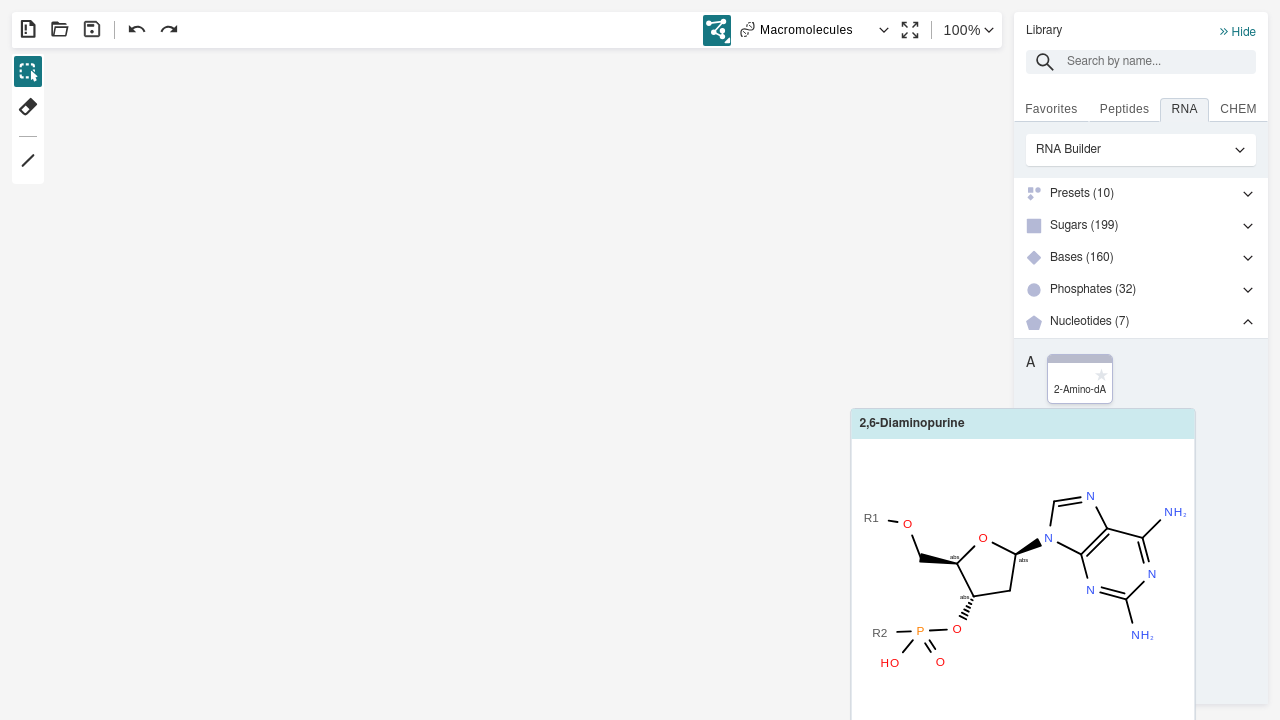 Macromolecules
100%
Library
Hide
Search by name...
Favorites
Peptides
RNA
CHEM
RNA Builder
Presets (10)
Sugars (199)
Bases (160)
Phosphates (32)
Nucleotides (7)
A
★
2-Amino-dA
2,6-Diaminopurine
N
NH₂
R1
O
O
N
abs
abs
N
N
abs
R2
P
O
NH₂
HO
O